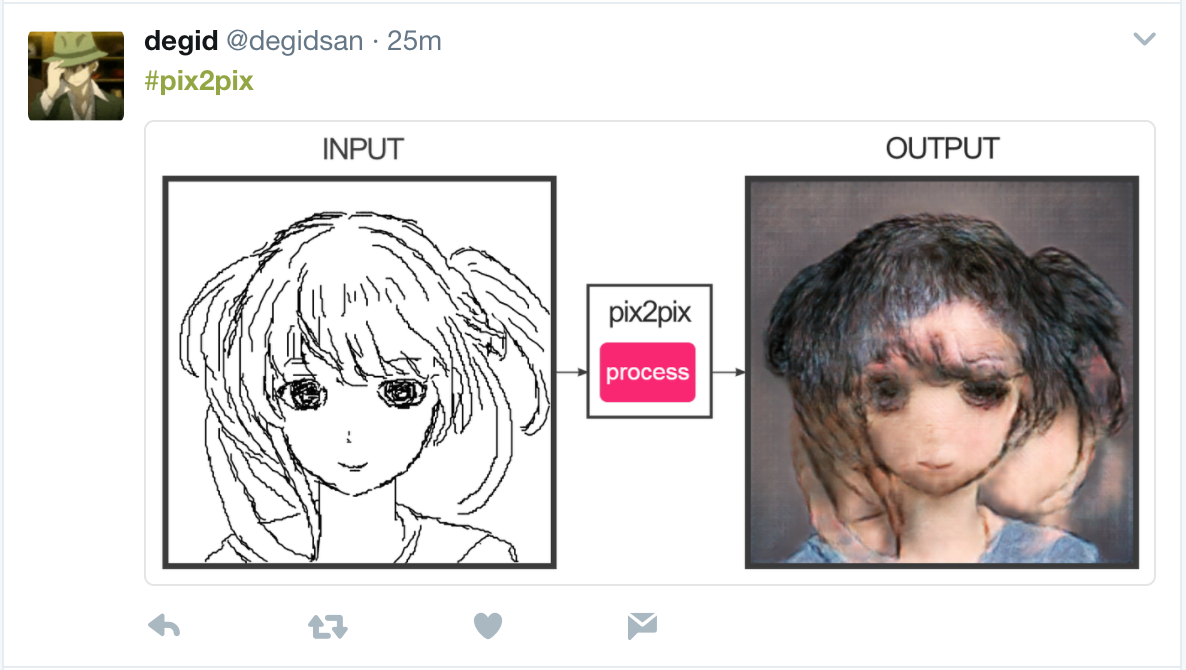 degid @degidsan · 25m
#pix2pix
INPUT
OUTPUT
pix2pix
process